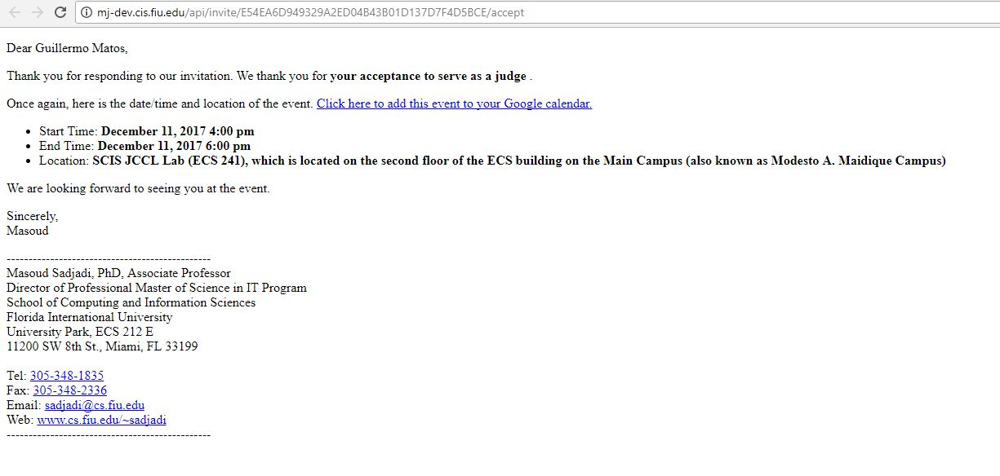 mj-dev.cis.fiu.edu/api/invite/E54EA6D949329A2ED04B43B01D137D7F4D5BCE/accept
Dear Guillermo Matos,
Thank you for responding to our invitation. We thank you for your acceptance to serve as a judge .
Once again, here is the date/time and location of the event. Click here to add this event to your Google calendar.
• Start Time: December 11, 2017 4:00 pm
• End Time: December 11, 2017 6:00 pm
• Location: SCIS JCCL Lab (ECS 241), which is located on the second floor of the ECS building on the Main Campus (also known as Modesto A. Maidique Campus)
We are looking forward to seeing you at the event.
Sincerely,
Masoud
--------------------------------------------------
Masoud Sadjadi, PhD, Associate Professor
Director of Professional Master of Science in IT Program
School of Computing and Information Sciences
Florida International University
University Park, ECS 212 E
11200 SW 8th St., Miami, FL 33199
Tel: 305-348-1835
Fax: 305-348-2336
Email: sadjadi@cs.fiu.edu
Web: www.cs.fiu.edu/~sadjadi
--------------------------------------------------